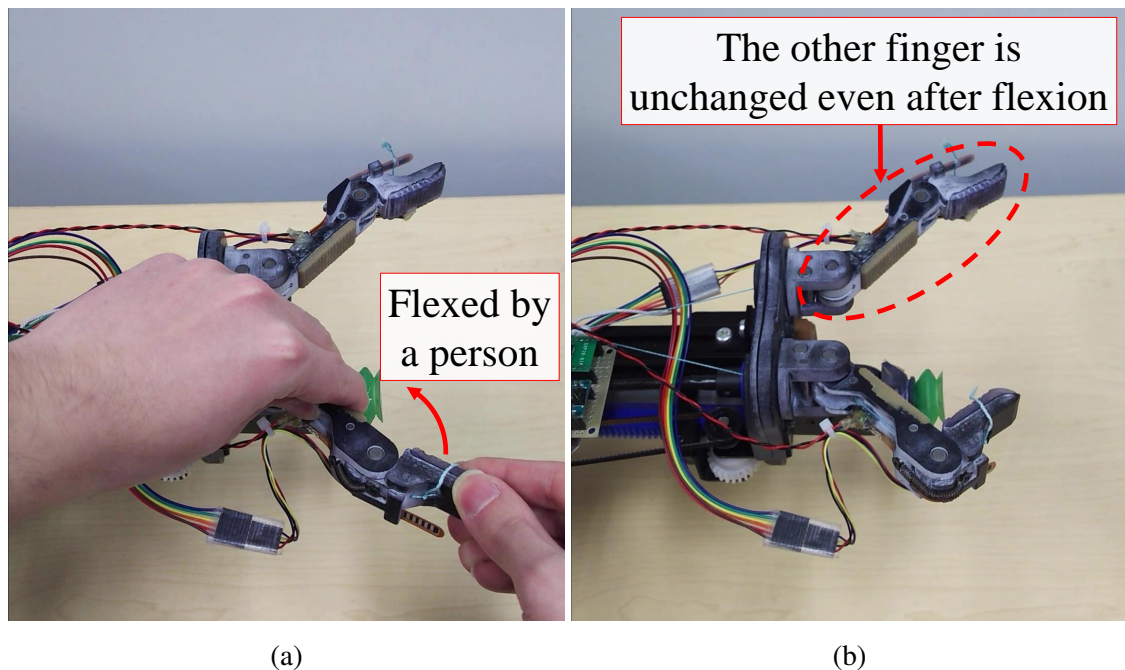 The other finger is
unchanged even after flexion
Flexed by
a person
(a)
(b)